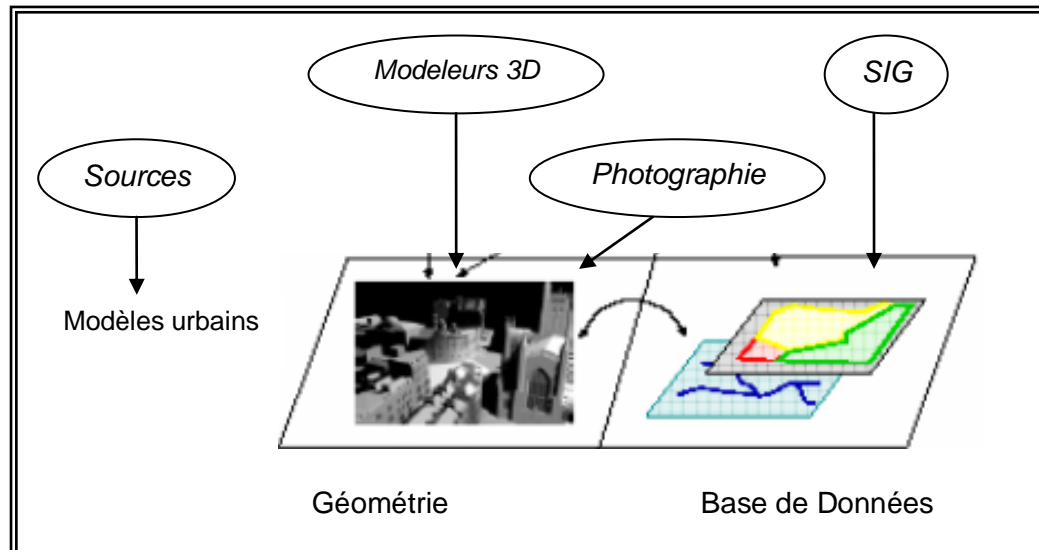 Modeleurs 3D
SIG
Sources
Photographie
Modèles urbains
Géométrie
Base de Données